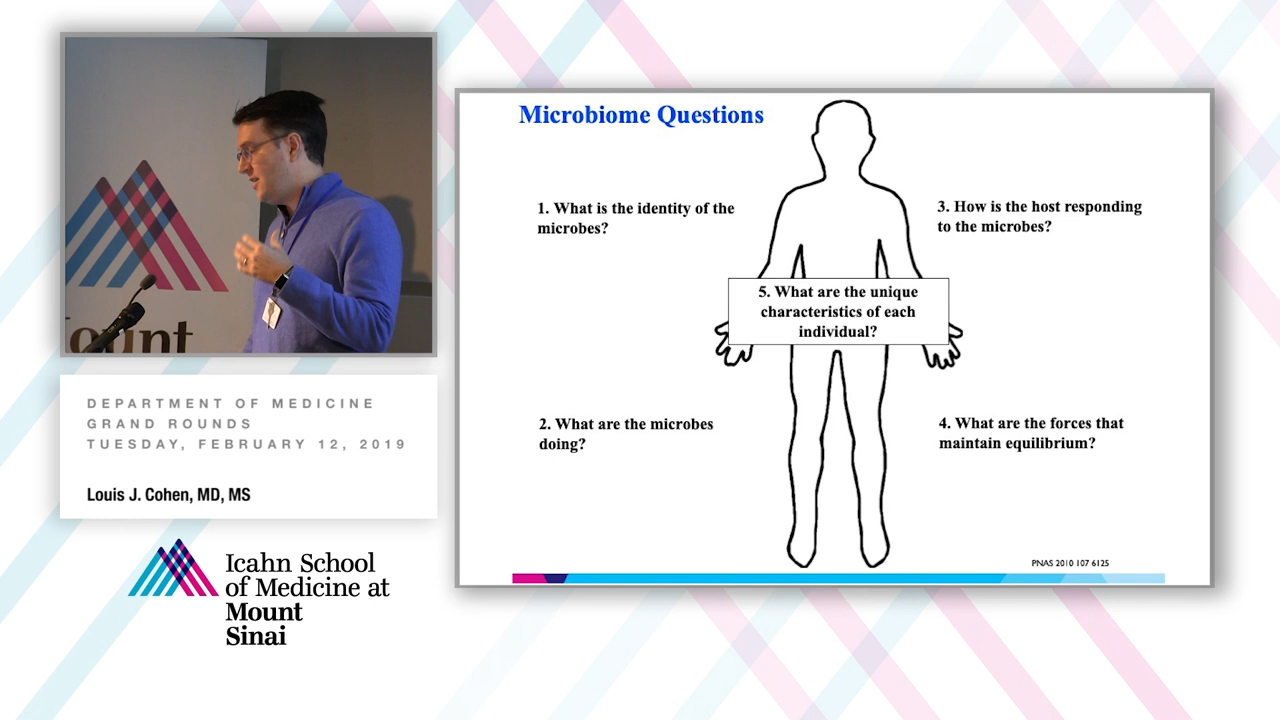 ount
DEPARTMENT OF MEDICINE
GRAND ROUNDS
TUESDAY, FEBRUARY 12, 2019
Louis J. Cohen, MD, MS
Icahn School
of Medicine at
Mount
Sinai
Microbiome Questions
1. What is the identity of the
microbes?
3. How is the host responding
to the microbes?
5. What are the unique
characteristics of each
individual?
2. What are the microbes
doing?
4. What are the forces that
maintain equilibrium?
PNAS 2010 107 6125